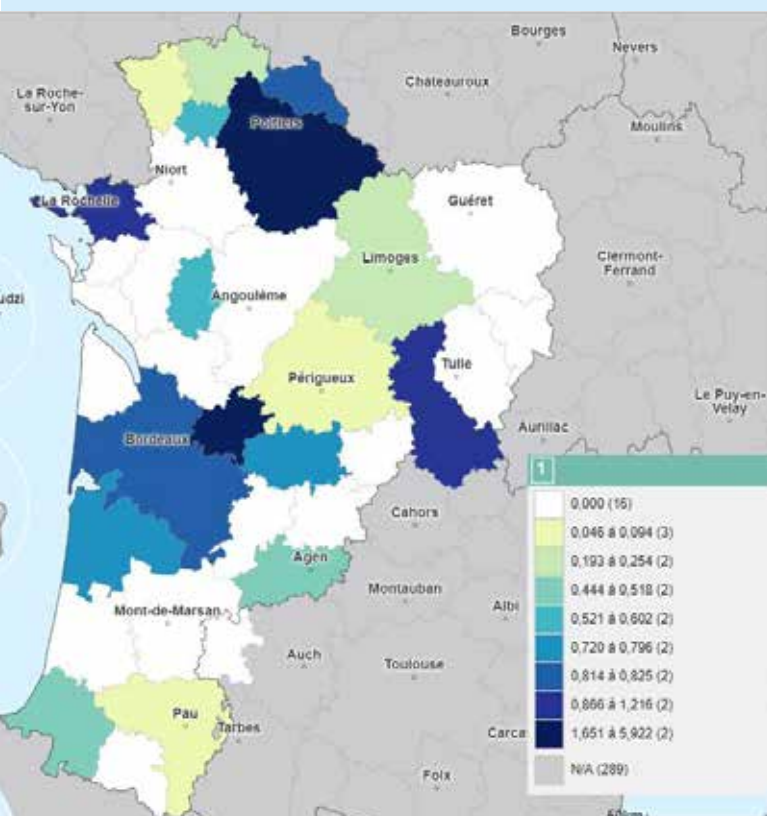 Bourges
Nevers
Châteauroux
La Roche-
sur-Yon
Poitiers
Moulins
Niort
La Rochelle
Guéret
Limoges
Clermont-
Ferrand
udzi
Angoulême
Tulle
Périgueux
Le Puy-en-
Velay
Aurillac
Bordeaux
1
0,000 (16)
0,046 à 0,094 (3)
0,193 à 0,254 (2)
0,444 à 0,518 (2)
0,521 à 0,602 (2)
0,720 à 0,796 (2)
0,814 à 0,825 (2)
0,866 à 1,216 (2)
1,651 à 5,922 (2)
N/A (289)
Cahors
Agen
Montauban
Mont-de-Marsan
Albi
Auch
Toulouse
Pau
Tarbes
Carca
Foix